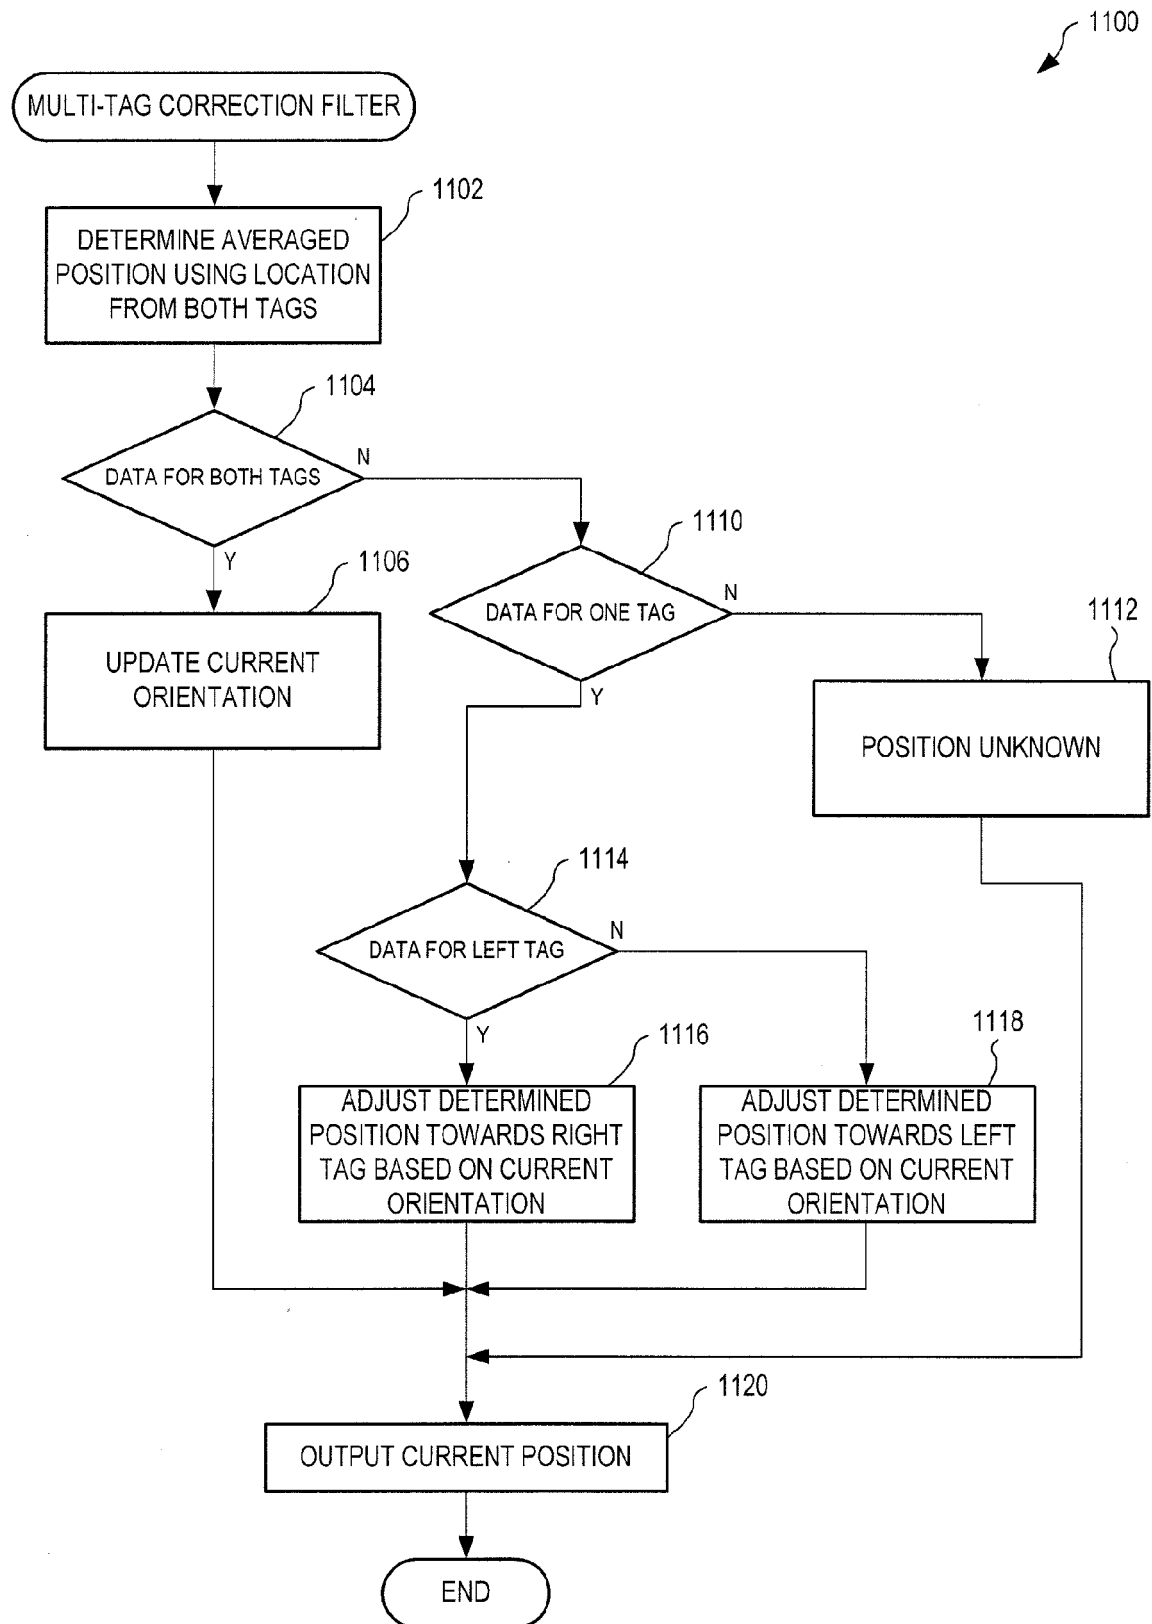 1100
MULTI-TAG CORRECTION FILTER
1102
DETERMINE AVERAGED
POSITION USING LOCATION
FROM BOTH TAGS
1104
DATA FOR BOTH TAGS
N
Y
1110
DATA FOR ONE TAG
N
Y
1106
UPDATE CURRENT
ORIENTATION
1112
POSITION UNKNOWN
1114
DATA FOR LEFT TAG
N
Y
1116
ADJUST DETERMINED
POSITION TOWARDS RIGHT
TAG BASED ON CURRENT
ORIENTATION
1118
ADJUST DETERMINED
POSITION TOWARDS LEFT
TAG BASED ON CURRENT
ORIENTATION
1120
OUTPUT CURRENT POSITION
END